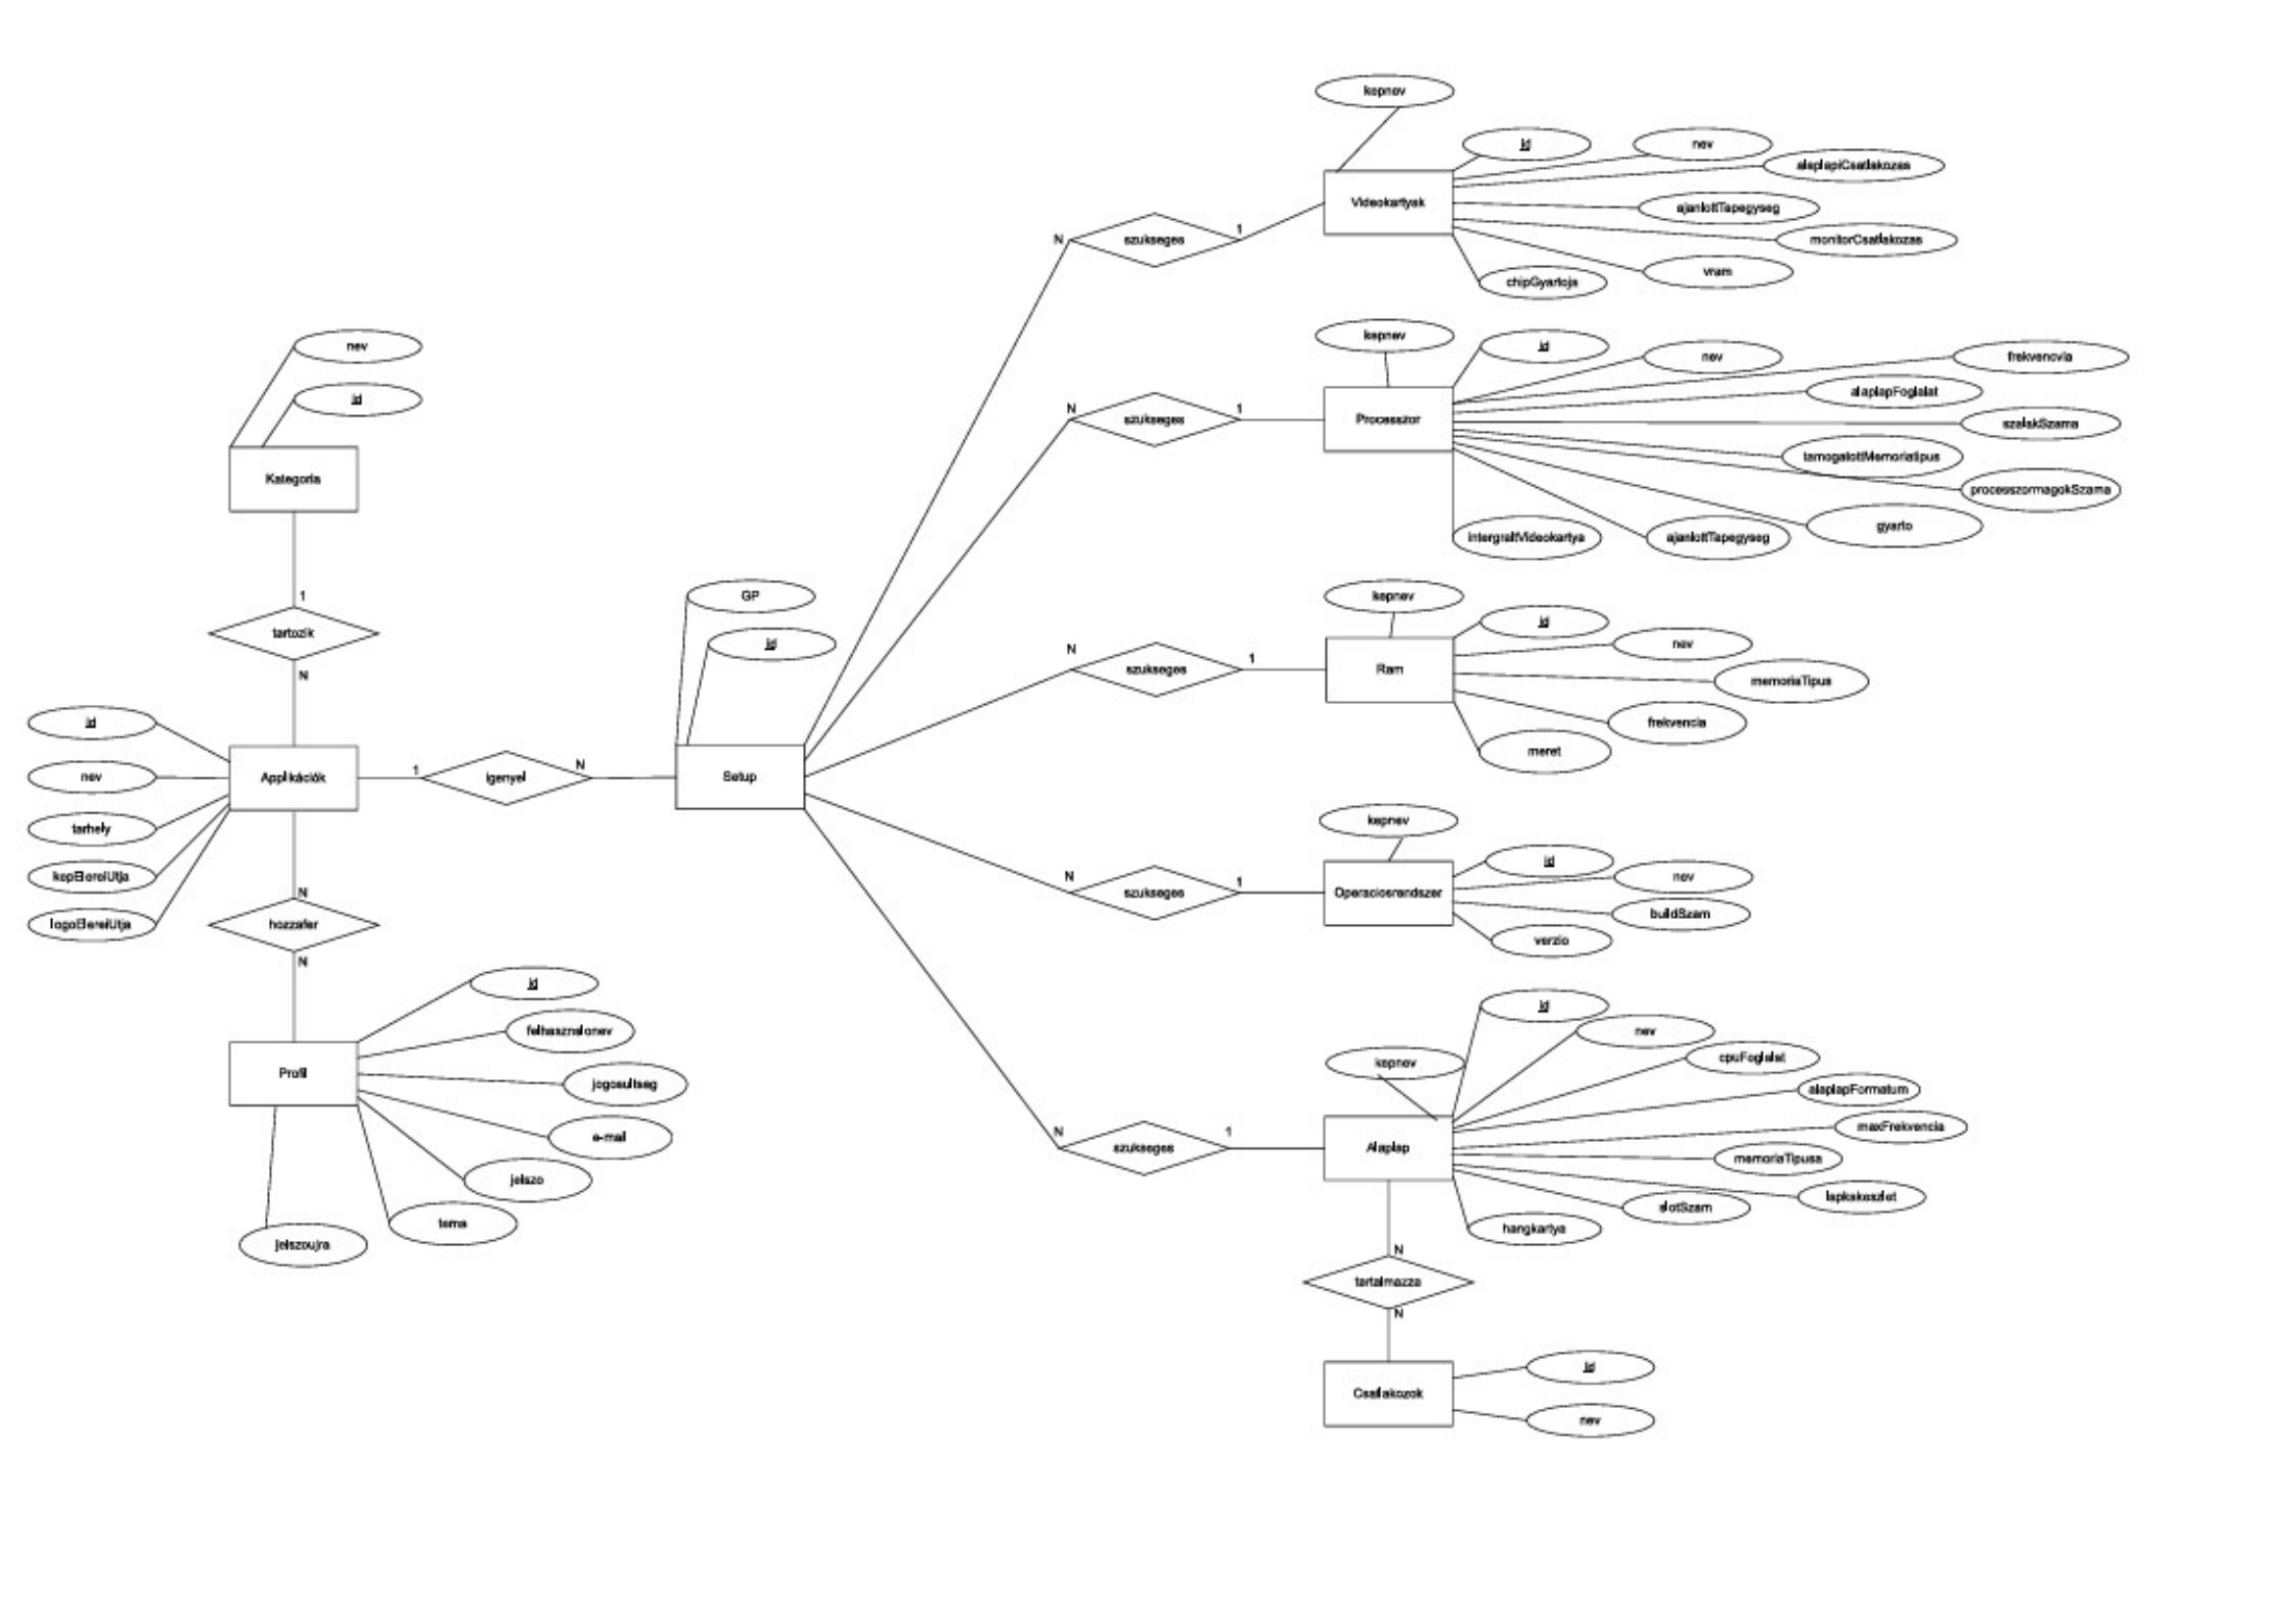 kepnev
id
nev
alaplapiCsatlakozas
ajanlottTapegyseg
monitorCsatlakozas
vram
chipGyartoja
Videokartyak
N
szukseges
1
kepnev
id
nev
frekvencvia
alaplapFoglalat
szalakSzama
tamogatottMemoriatipus
processzormagokSzama
gyarto
ajanlottTapegyseg
intergraltVideokartya
Processztor
N
szukseges
1
nev
id
Kategoria
1
tartozik
N
GP
id
Setup
kepnev
id
nev
memoriaTipus
frekvencia
meret
Ram
N
szukseges
1
id
nev
tarhely
kepElereiUtja
logoElereiUtja
Applikációk
1
igenyel
N
N
hozzafer
N
kepnev
id
nev
buildSzam
verzio
Operaciosrendszer
N
szukseges
1
id
felhasznalonev
jogosultsag
e-mail
jelszo
tema
jelszoujra
Profil
id
nev
kepnev
cpuFoglalat
alaplapFormatum
maxFrekvencia
memoriaTipusa
lapkakeszlet
slotSzam
hangkartya
Alaplap
N
szukseges
1
N
tartalmazza
N
Csatlakozok
id
nev